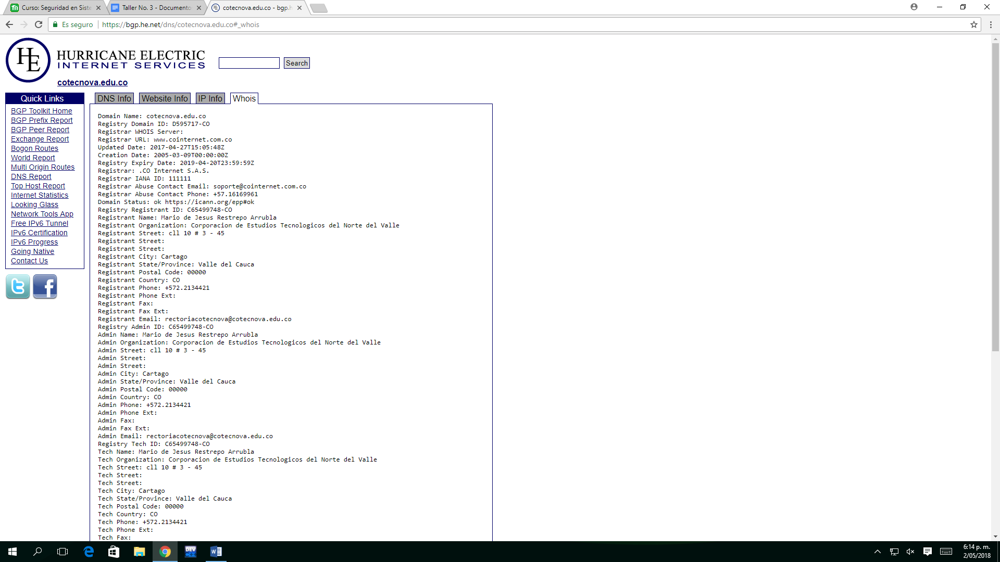 Curso: Seguridad en Siste
Taller No. 3 - Documento
cotecnova.edu.co - bgp.h
Es seguro
https://bgp.he.net/dns/cotecnova.edu.co#_whois
HE
HURRICANE ELECTRIC
INTERNET SERVICES
Search
cotecnova.edu.co
Quick Links
BGP Toolkit Home
BGP Prefix Report
BGP Peer Report
Exchange Report
Bogon Routes
World Report
Multi Origin Routes
DNS Report
Top Host Report
Internet Statistics
Looking Glass
Network Tools App
Free IPv6 Tunnel
IPv6 Certification
IPv6 Progress
Going Native
Contact Us
DNS Info
Website Info
IP Info
Whois
Domain Name: cotecnova.edu.co
Registry Domain ID: D595717-CO
Registrar WHOIS Server:
Registrar URL: www.cointernet.com.co
Updated Date: 2017-04-27T15:05:48Z
Creation Date: 2005-03-09T00:00:00Z
Registry Expiry Date: 2019-04-20T23:59:59Z
Registrar: .CO Internet S.A.S.
Registrar IANA ID: 111111
Registrar Abuse Contact Email: soporte@cointernet.com.co
Registrar Abuse Contact Phone: +57.16169961
Domain Status: ok https://icann.org/epp#ok
Registry Registrant ID: C65499748-CO
Registrant Name: Mario de Jesus Restrepo Arrubla
Registrant Organization: Corporacion de Estudios Tecnologicos del Norte del Valle
Registrant Street: cll 10 # 3 - 45
Registrant Street:
Registrant Street:
Registrant City: Cartago
Registrant State/Province: Valle del Cauca
Registrant Postal Code: 00000
Registrant Country: CO
Registrant Phone: +572.2134421
Registrant Phone Ext:
Registrant Fax:
Registrant Fax Ext:
Registrant Email: rectoriacotecnova@cotecnova.edu.co
Registry Admin ID: C65499748-CO
Admin Name: Mario de Jesus Restrepo Arrubla
Admin Organization: Corporacion de Estudios Tecnologicos del Norte del Valle
Admin Street: cll 10 # 3 - 45
Admin Street:
Admin Street:
Admin City: Cartago
Admin State/Province: Valle del Cauca
Admin Postal Code: 00000
Admin Country: CO
Admin Phone: +572.2134421
Admin Phone Ext:
Admin Fax:
Admin Fax Ext:
Admin Email: rectoriacotecnova@cotecnova.edu.co
Registry Tech ID: C65499748-CO
Tech Name: Mario de Jesus Restrepo Arrubla
Tech Organization: Corporacion de Estudios Tecnologicos del Norte del Valle
Tech Street: cll 10 # 3 - 45
Tech Street:
Tech Street:
Tech City: Cartago
Tech State/Province: Valle del Cauca
Tech Postal Code: 00000
Tech Country: CO
Tech Phone: +572.2134421
Tech Phone Ext:
Tech Fax:
DEV
C++
6:14 p. m.
2/05/2018